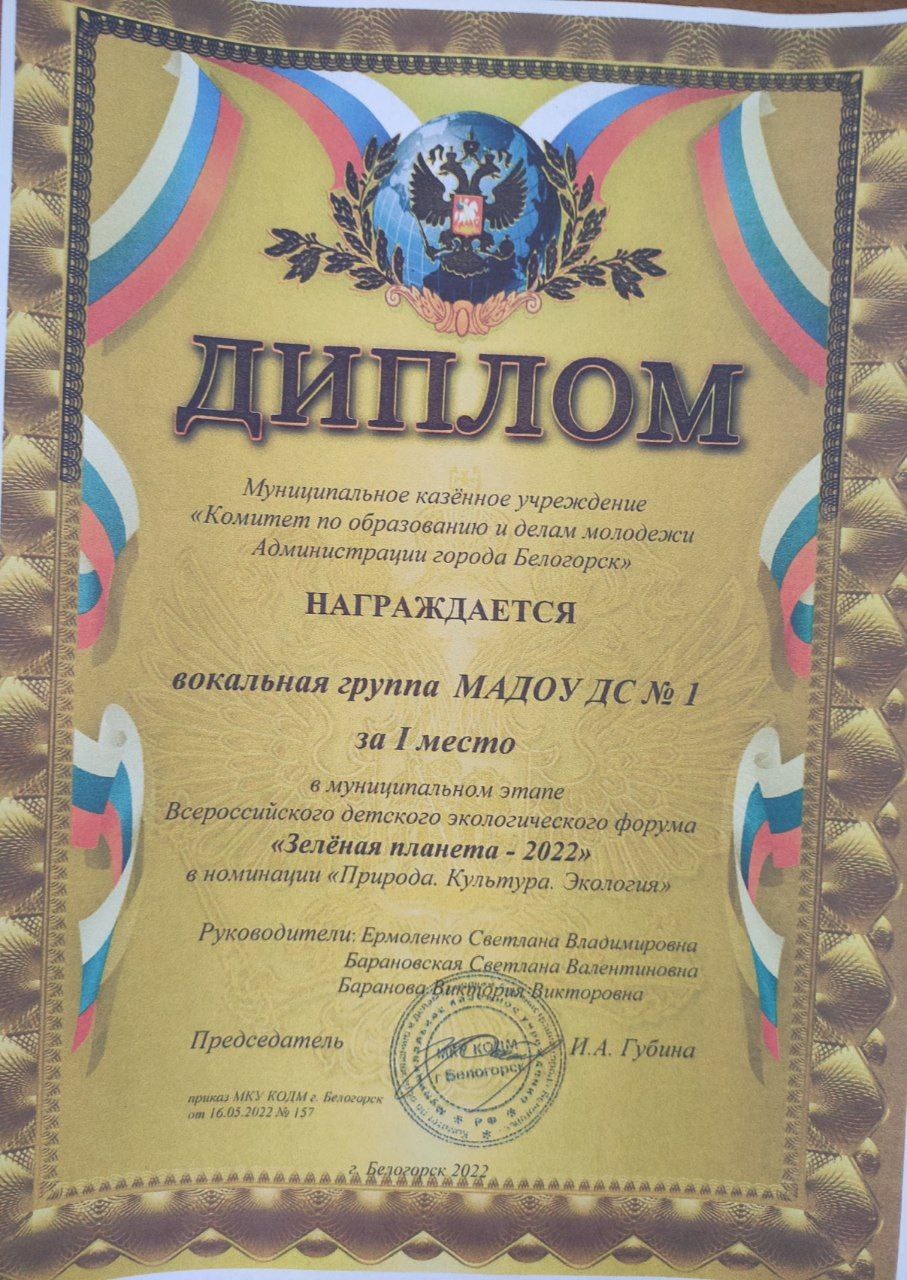 ДИПЛОМ
Муниципальное казённое учреждение
«Комитет по образованию и делам молодежи
Администрации города Белогорск»
НАГРАЖДАЕТСЯ
вокальная группа МАДОУ ДС № 1
за I место
в муниципальном этапе
Всероссийского детского экологического форума
«Зелёная планета - 2022»
в номинации «Природа. Культура. Экология»
Руководители: Ермоленко Светлана Владимировна
Барановская Светлана Валентиновна
Баранова Виктория Викторовна
Председатель И.А. Губина
МКУ КОДМ
г Белогорск
РФ
приказ МКУ КОДМ г. Белогорск
от 16.05.2022 № 157
г. Белогорск 2022